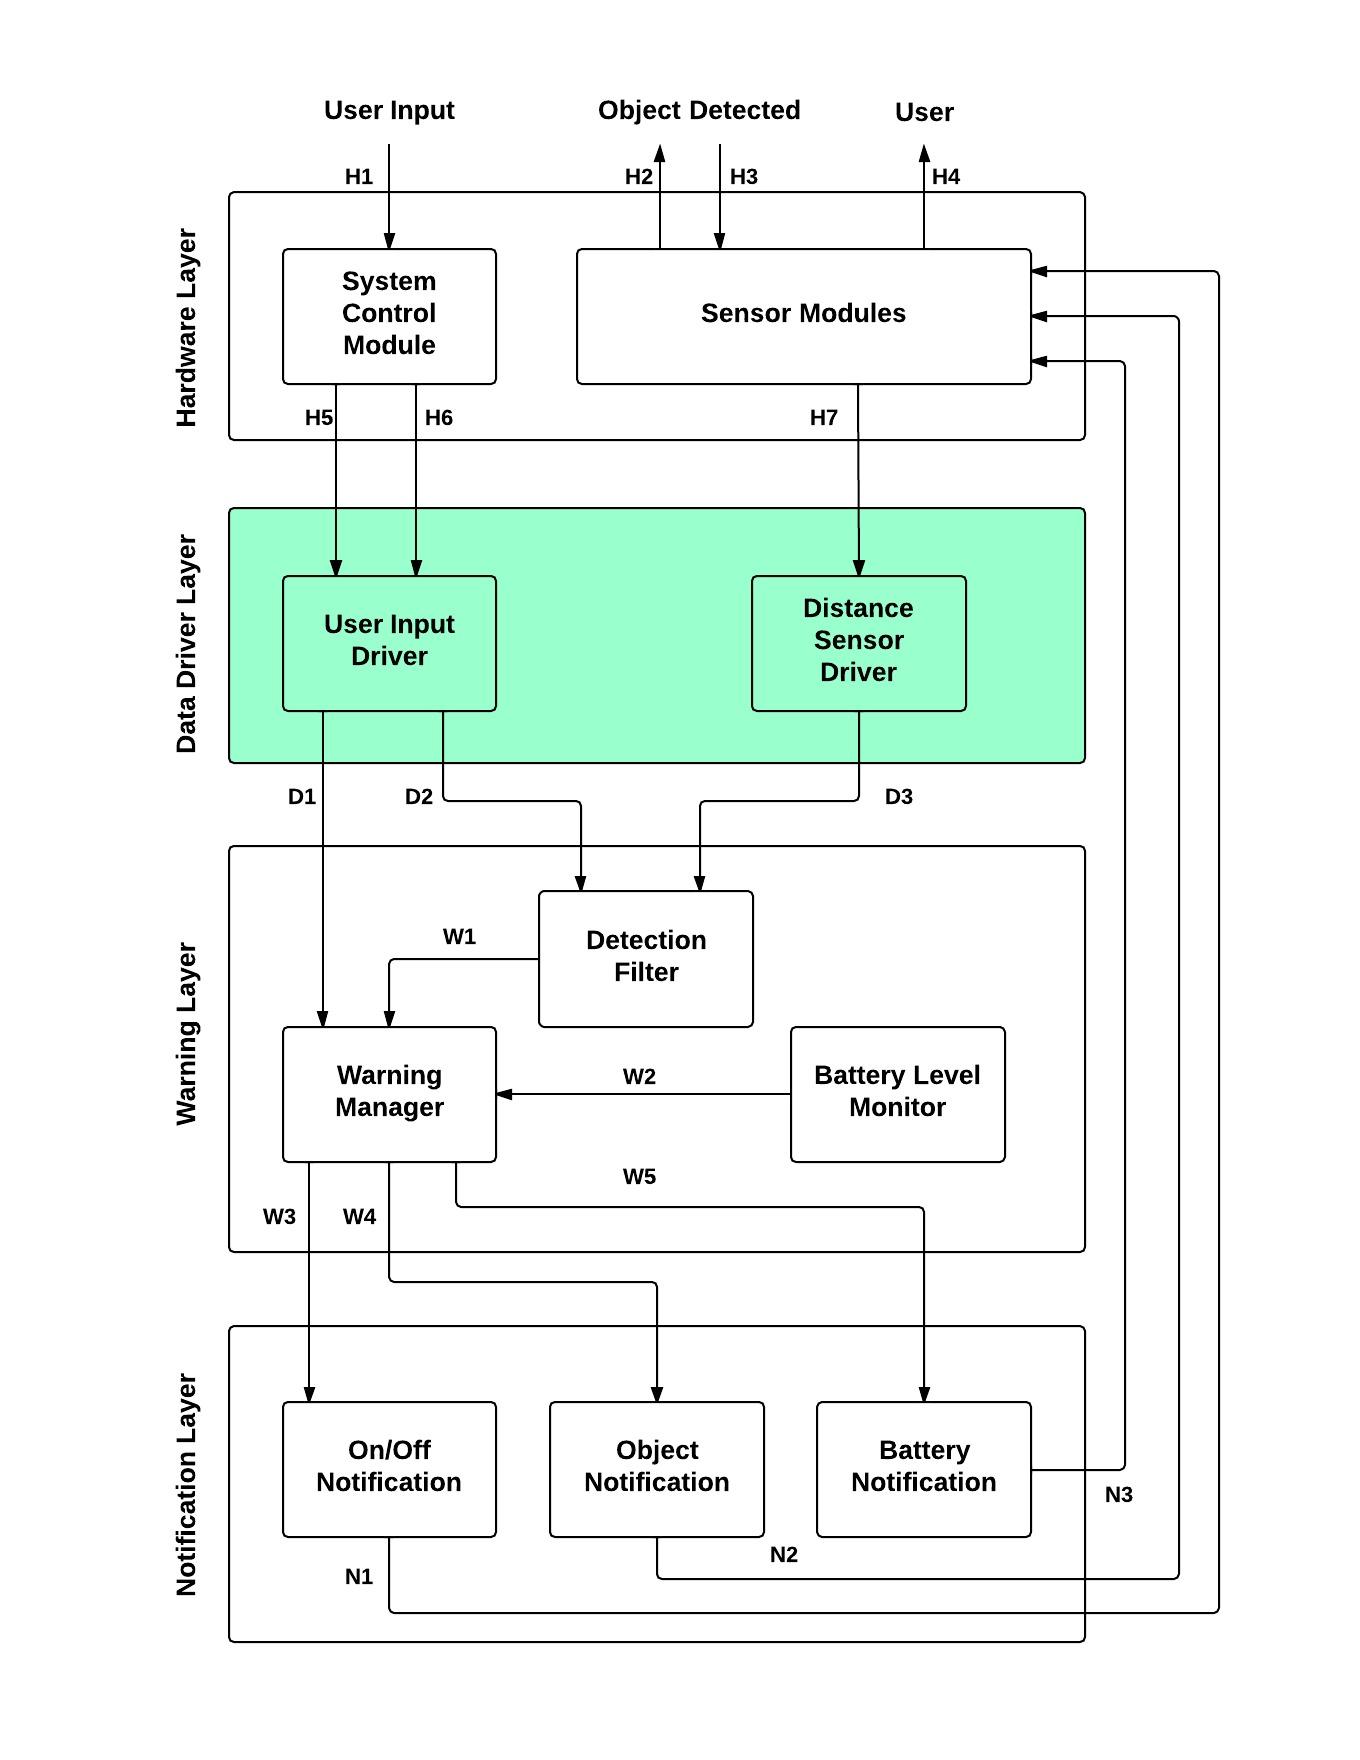 User Input
Object Detected
User
H1
H2
H3
H4
Hardware Layer
System
Control
Module
Sensor Modules
H5
H6
H7
Data Driver Layer
User Input
Driver
Distance
Sensor
Driver
D1
D2
D3
Warning Layer
W1
Detection
Filter
Warning
Manager
W2
Battery Level
Monitor
W3
W4
W5
Notification Layer
On/Off
Notification
Object
Notification
Battery
Notification
N3
N2
N1